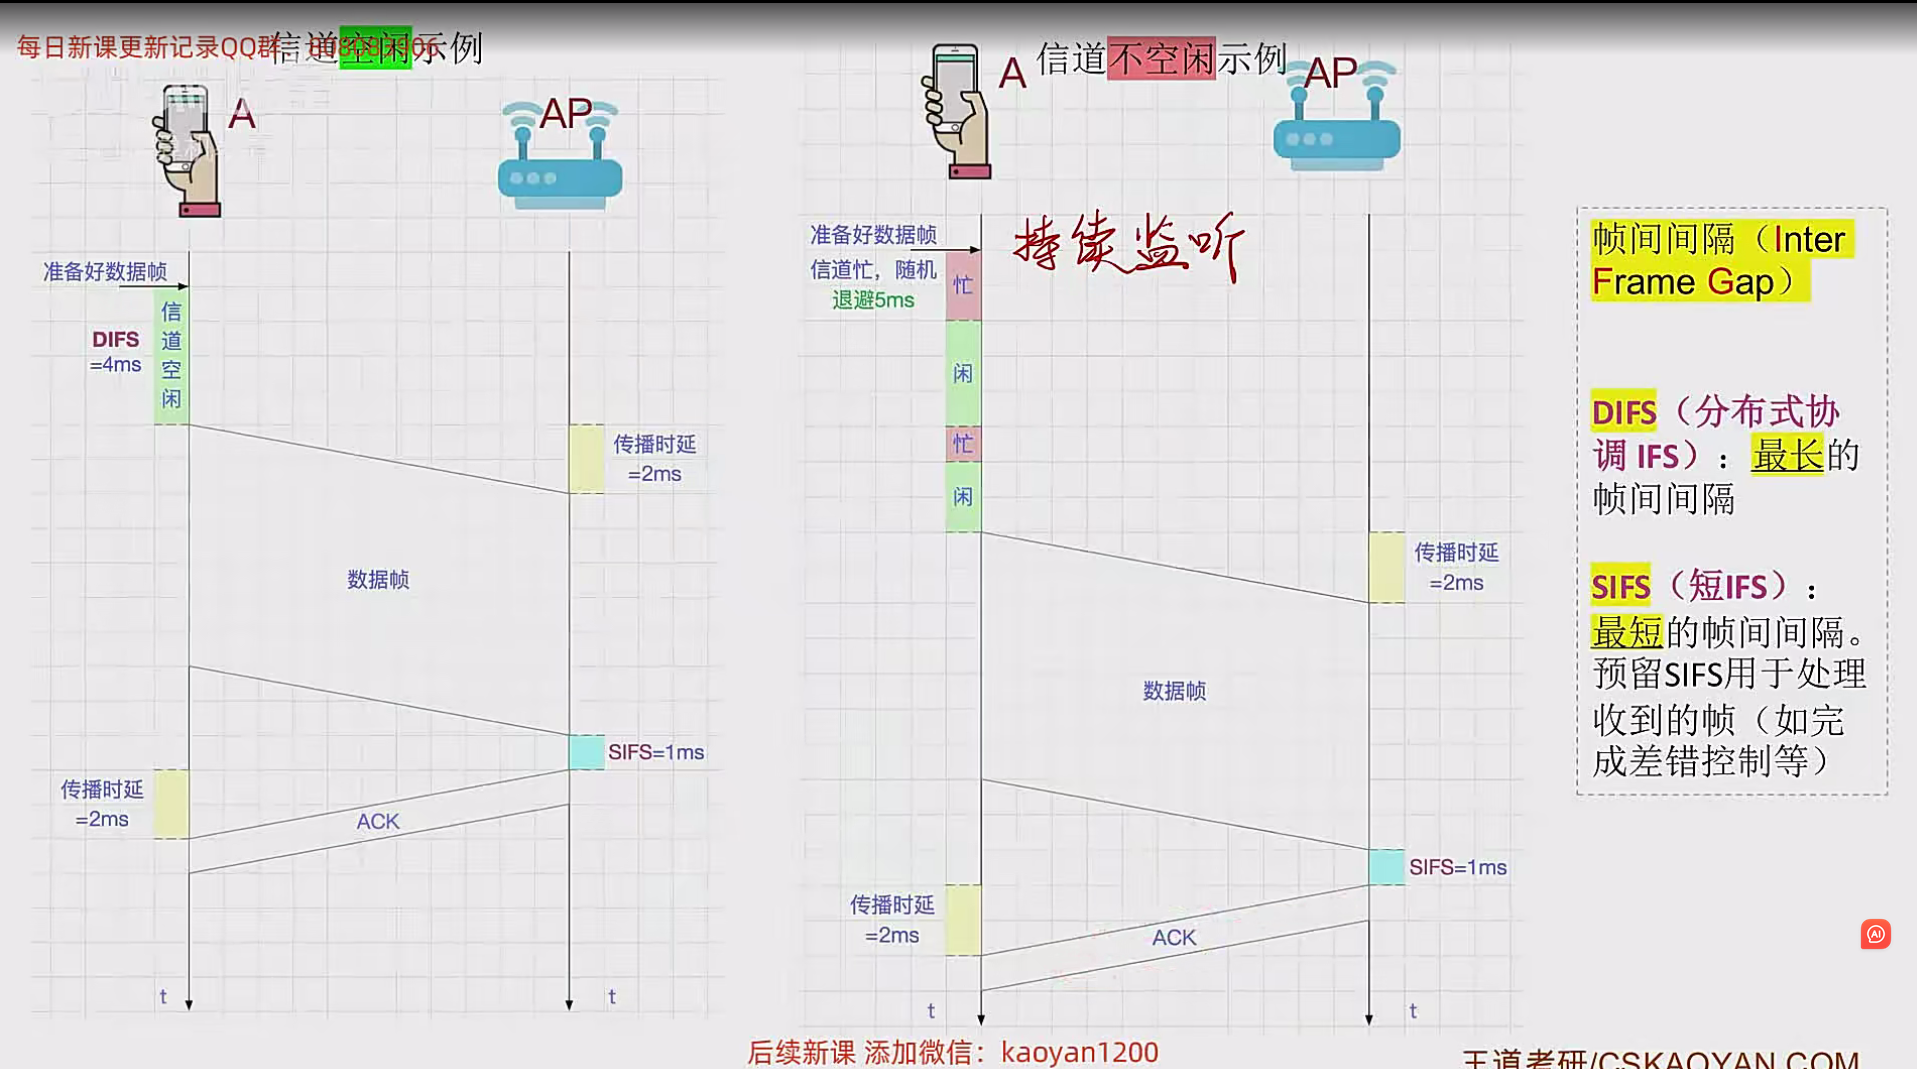 每日新课更新记录QQ群
信道空闲示例
A
AP
准备好数据帧
信道空闲
DIFS
=4ms
传播时延
=2ms
数据帧
SIFS=1ms
传播时延
=2ms
ACK
t
t
A
信道不空闲示例
AP
准备好数据帧
持续监听
信道忙，随机
退避5ms
忙
闲
忙
闲
传播时延
=2ms
数据帧
SIFS=1ms
传播时延
=2ms
ACK
t
t
帧间间隔（Inter
Frame Gap）
DIFS（分布式协
调 IFS）：最长的
帧间间隔
SIFS（短IFS）：
最短的帧间间隔。
预留SIFS用于处理
收到的帧（如完
成差错控制等）
AI
后续新课 添加微信：kaoyan1200
王道考研/CSKAOYAN.COM